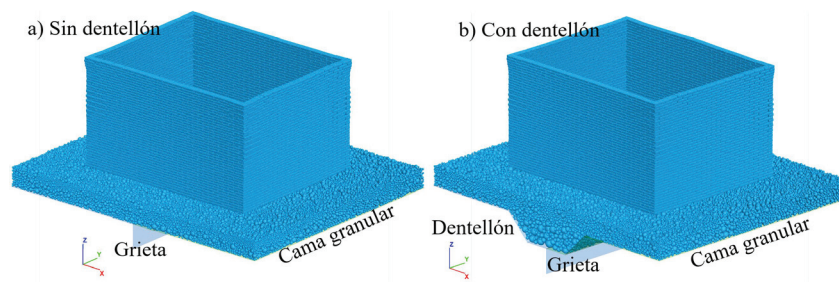 a) Sin dentellón
Grieta
Cama granular
z
y
x
b) Con dentellón
Dentellón
Grieta
Cama granular
z
y
x